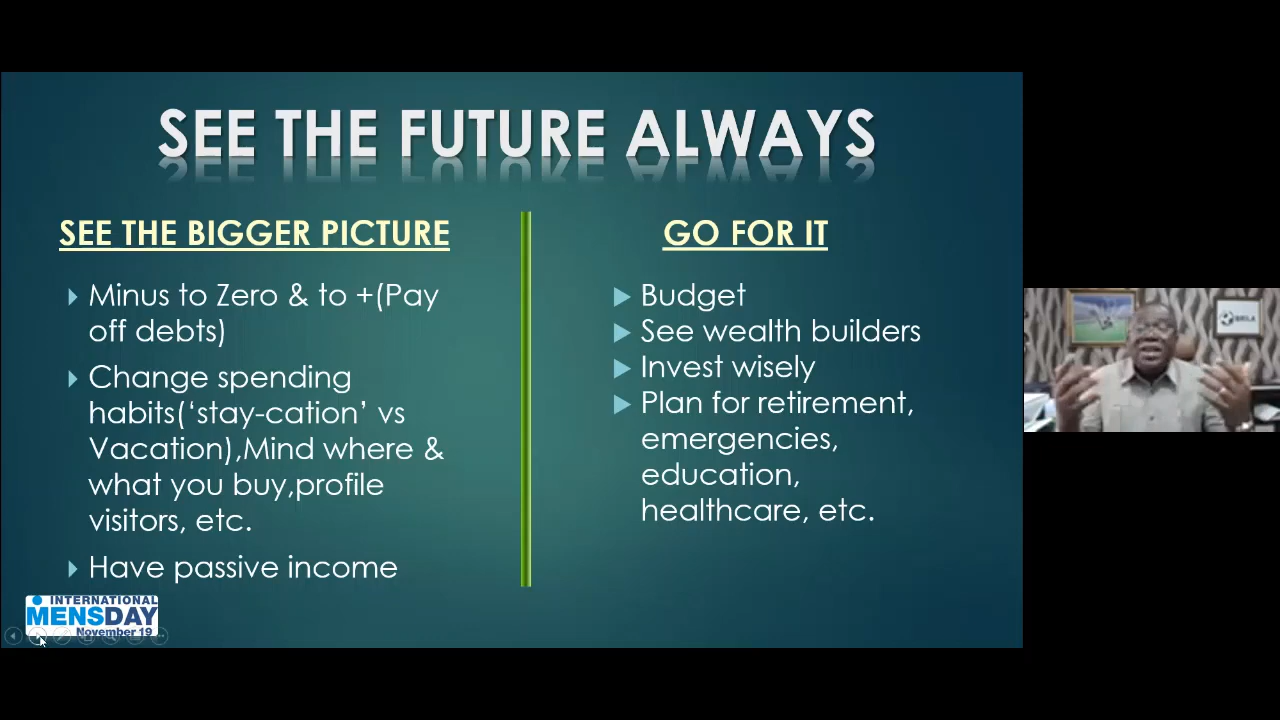 SEE THE FUTURE ALWAYS
SEE THE BIGGER PICTURE
Minus to Zero & to +(Pay
off debts)
Change spending
habits(‘stay-cation’ vs
Vacation),Mind where &
what you buy,profile
visitors, etc.
Have passive income
GO FOR IT
Budget
See wealth builders
Invest wisely
Plan for retirement,
emergencies,
education,
healthcare, etc.
INTERNATIONAL
MENSDAY
November 19